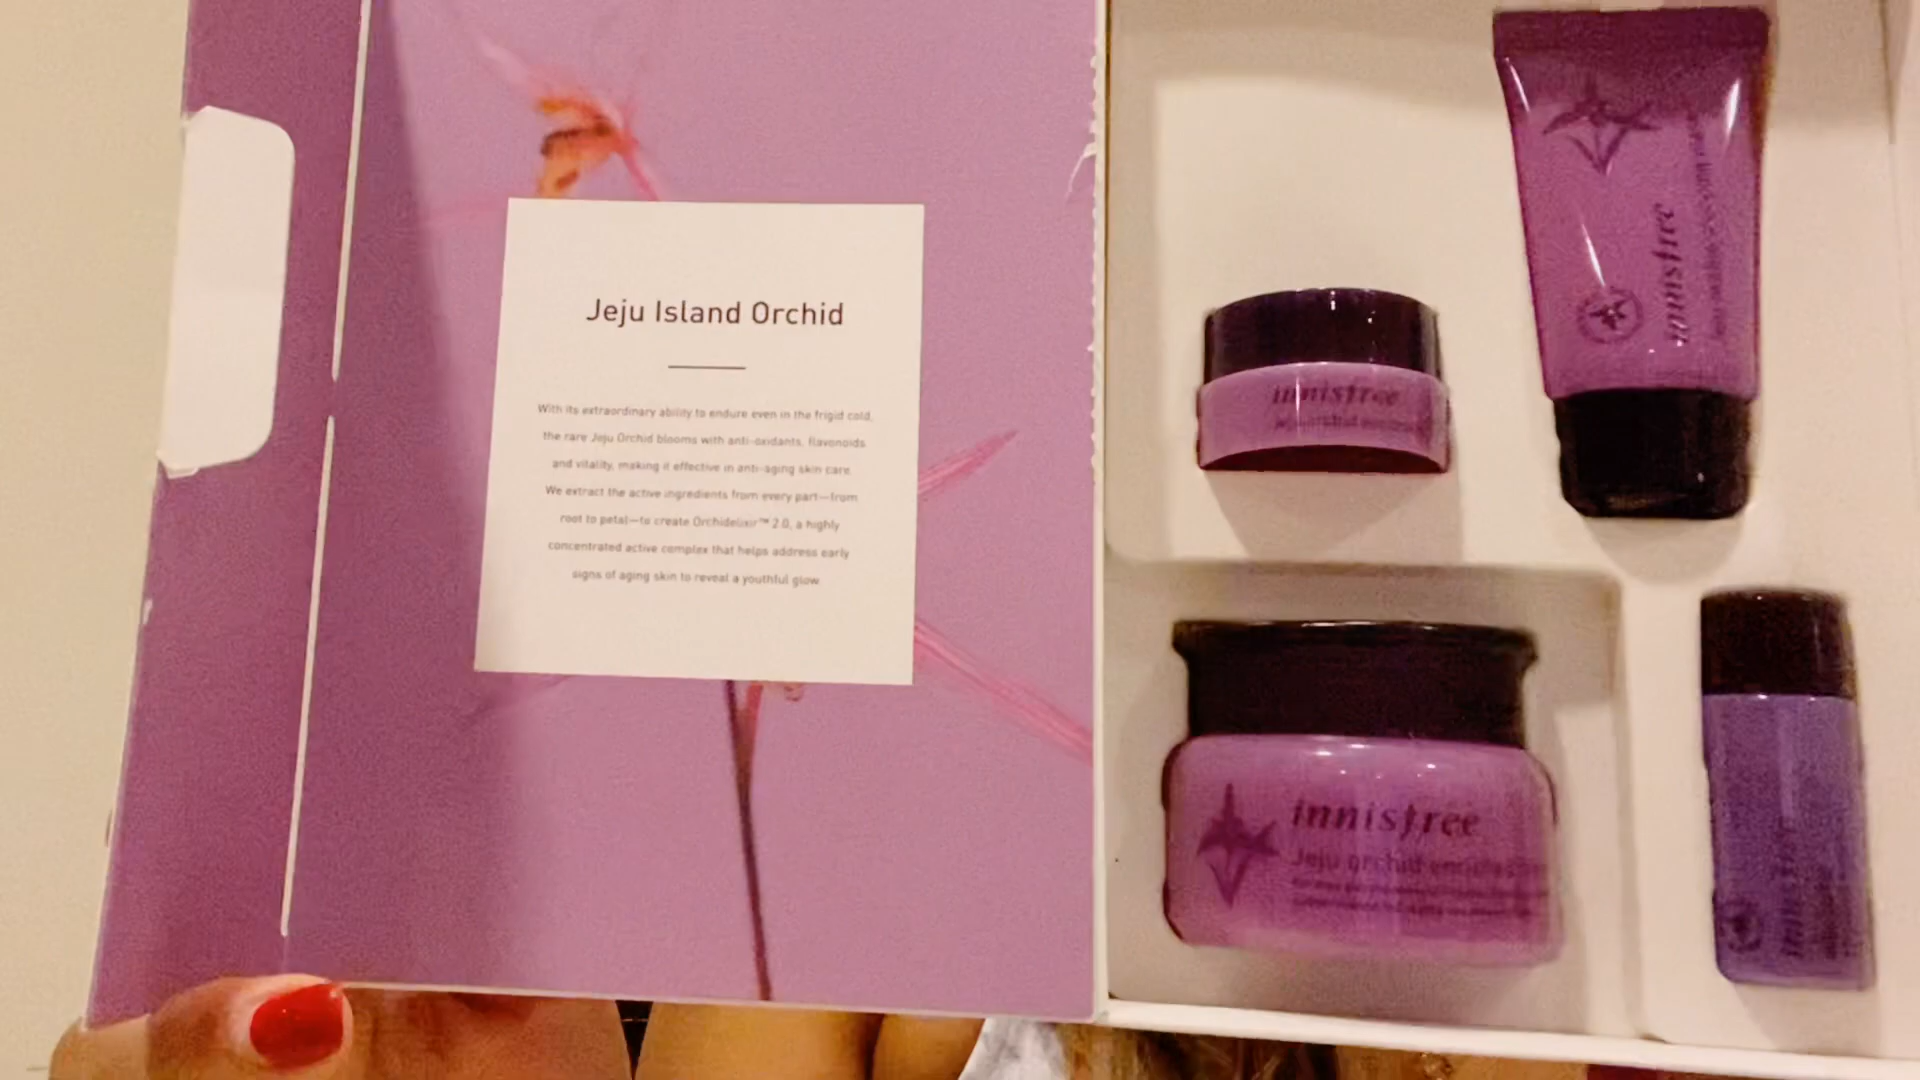 Jeju Island Orchid
With its extraordinary ability to endure even in the frigid cold,
the rare Jeju Orchid blooms with anti-oxidants, flavonoids
and vitality, making it effective in anti-aging skin care.
We extract the active ingredients from every part—from
root to petal—to create Orchidelixir™ 2.0, a highly
concentrated active complex that helps address early
signs of aging skin to reveal a youthful glow.
innisfree
innisfree
innisfree
Jeju orchid
innisfree